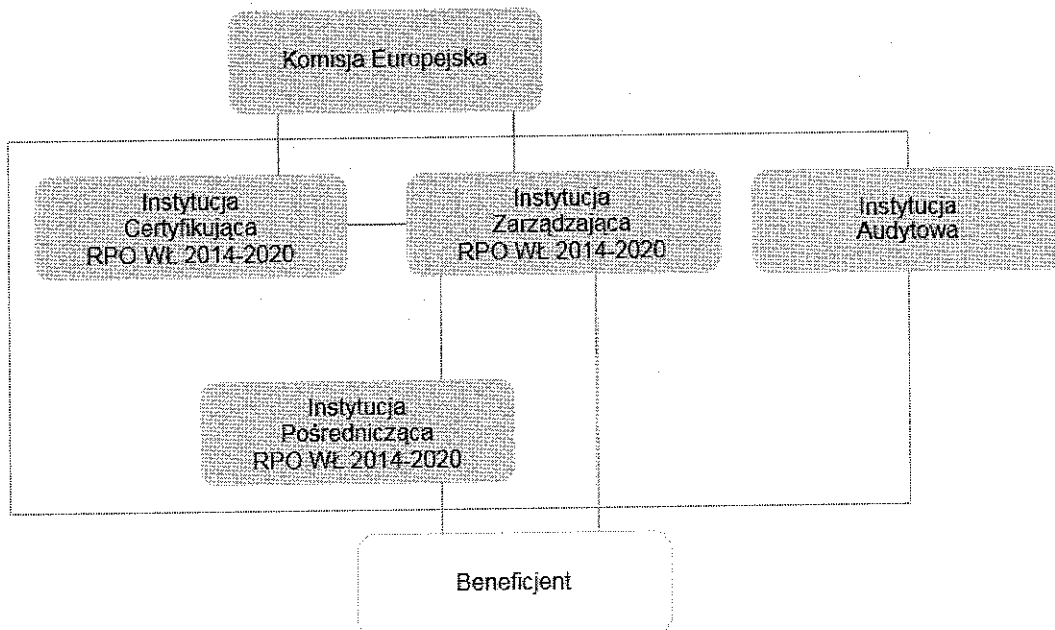 Komisja Europejska
Instytucja
Certyfikująca
RPO WŁ 2014-2020
Instytucja
Zarządzająca
RPO WŁ 2014-2020
Instytucja
Audytowa
Instytucja
Pośrednicząca
RPO WŁ 2014-2020
Beneficjent